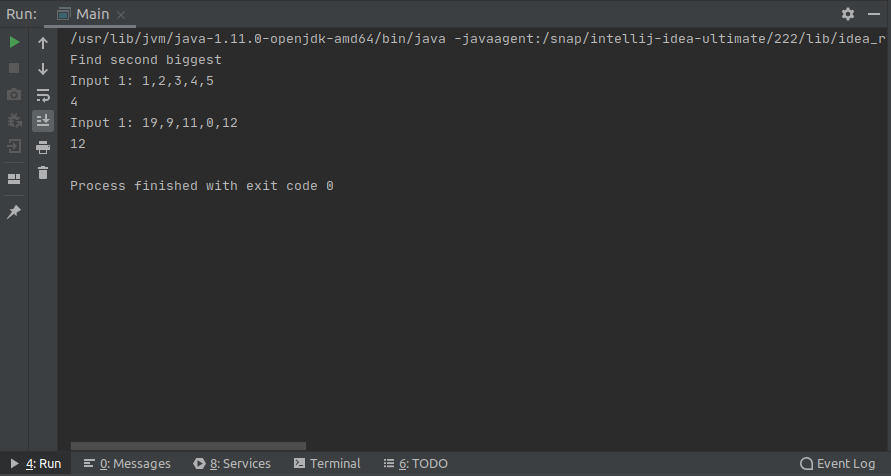 Run: Main
/usr/lib/jvm/java-1.11.0-openjdk-amd64/bin/java -javaagent:/snap/intellij-idea-ultimate/222/lib/idea_r
Find second biggest
Input 1: 1,2,3,4,5
4
Input 1: 19,9,11,0,12
12
Process finished with exit code 0
4: Run 0: Messages 8: Services Terminal 6: TODO Event Log